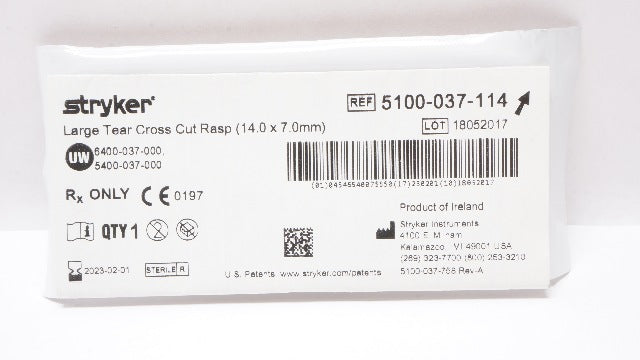 stryker
REF 5100-037-114
Large Tear Cross Cut Rasp (14.0 x 7.0mm)
LOT 18052017
UW 6400-037-000,
5400-037-000
Rx ONLY CE 0197
Product of Ireland
QTY 1
Stryker Instruments
4100 E. Milham
Kalamazoo, MI 49001 USA
(269) 323-7700 (800) 253-3210
2023-02-01
STERILE R
U.S. Patents www.stryker.com/patents
5100-037-768 Rev-A